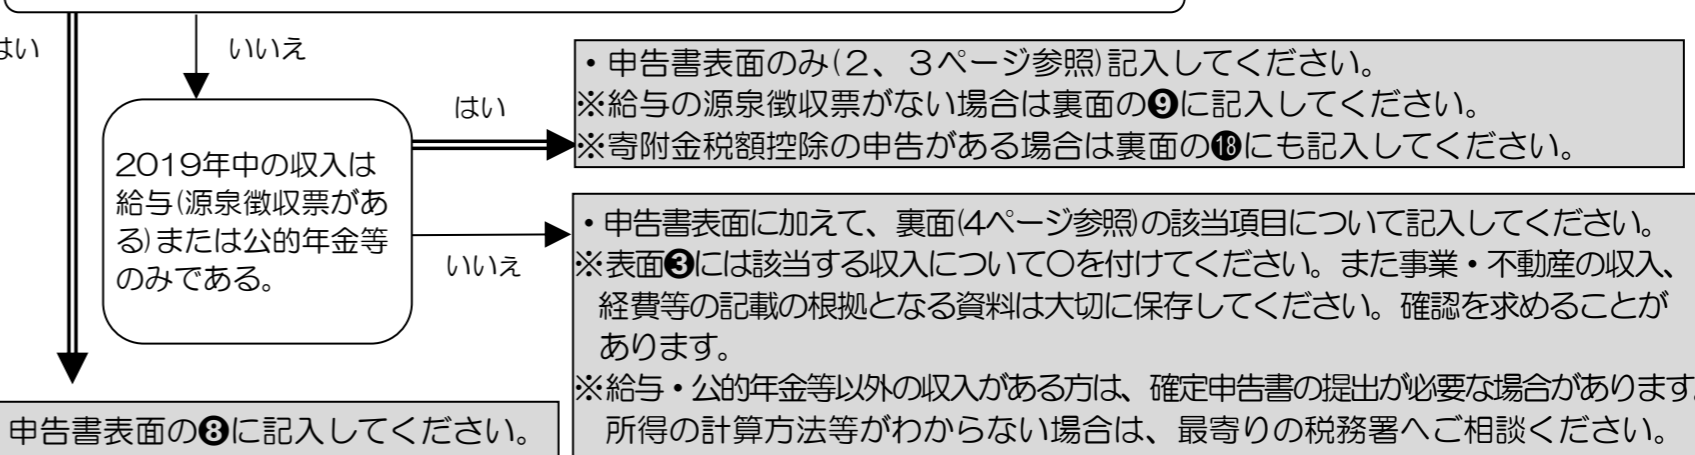 はい
いいえ
2019年中の収入は
給与(源泉徴収票があ
る)または公的年金等
のみである。
はい
・申告書表面のみ(2、3ページ参照)記入してください。
※給与の源泉徴収票がない場合は裏面の❾に記入してください。
※寄附金税額控除の申告がある場合は裏面の⓲にも記入してください。
いいえ
・申告書表面に加えて、裏面(4ページ参照)の該当項目について記入してください。
※表面❸には該当する収入について○を付けてください。また事業・不動産の収入、
経費等の記載の根拠となる資料は大切に保存してください。確認を求めることが
あります。
※給与・公的年金等以外の収入がある方は、確定申告書の提出が必要な場合があります。
所得の計算方法等がわからない場合は、最寄りの税務署へご相談ください。
申告書表面の❽に記入してください。